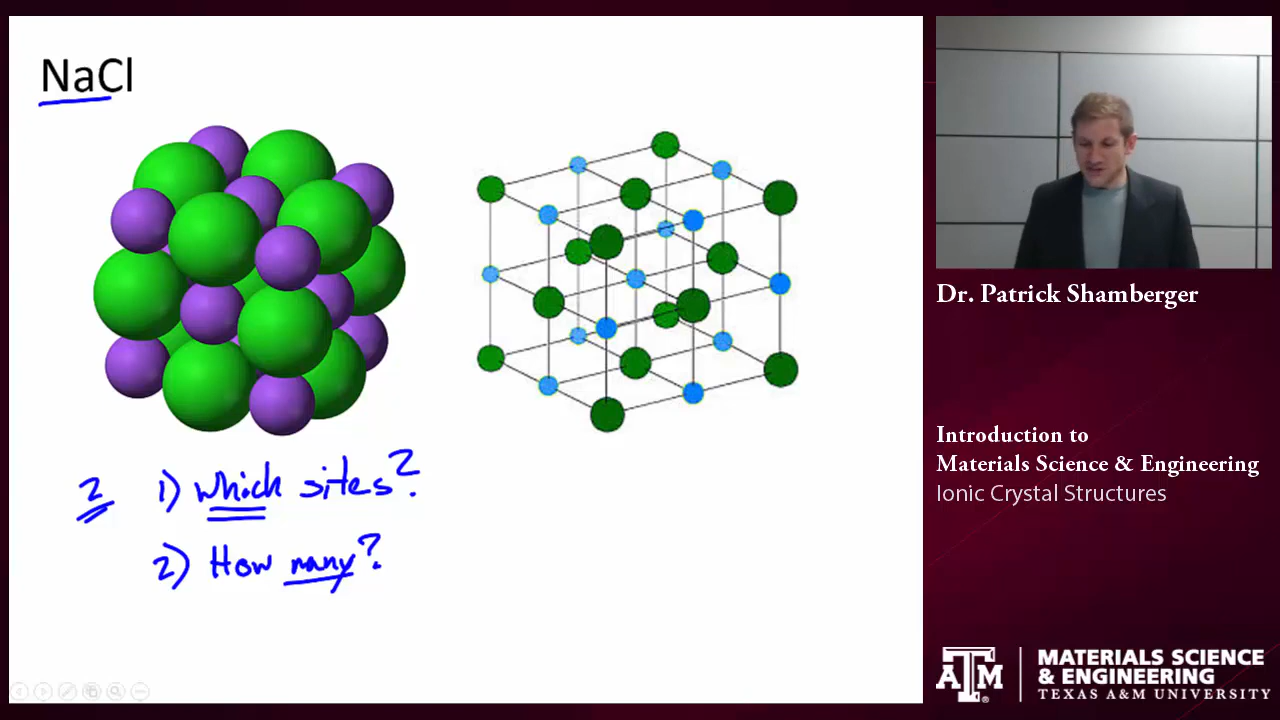 NaCl
2 1) which sites?
2) How many?
Dr. Patrick Shamberger
Introduction to
Materials Science & Engineering
Ionic Crystal Structures
ATM
MATERIALS SCIENCE
& ENGINEERING
TEXAS A&M UNIVERSITY